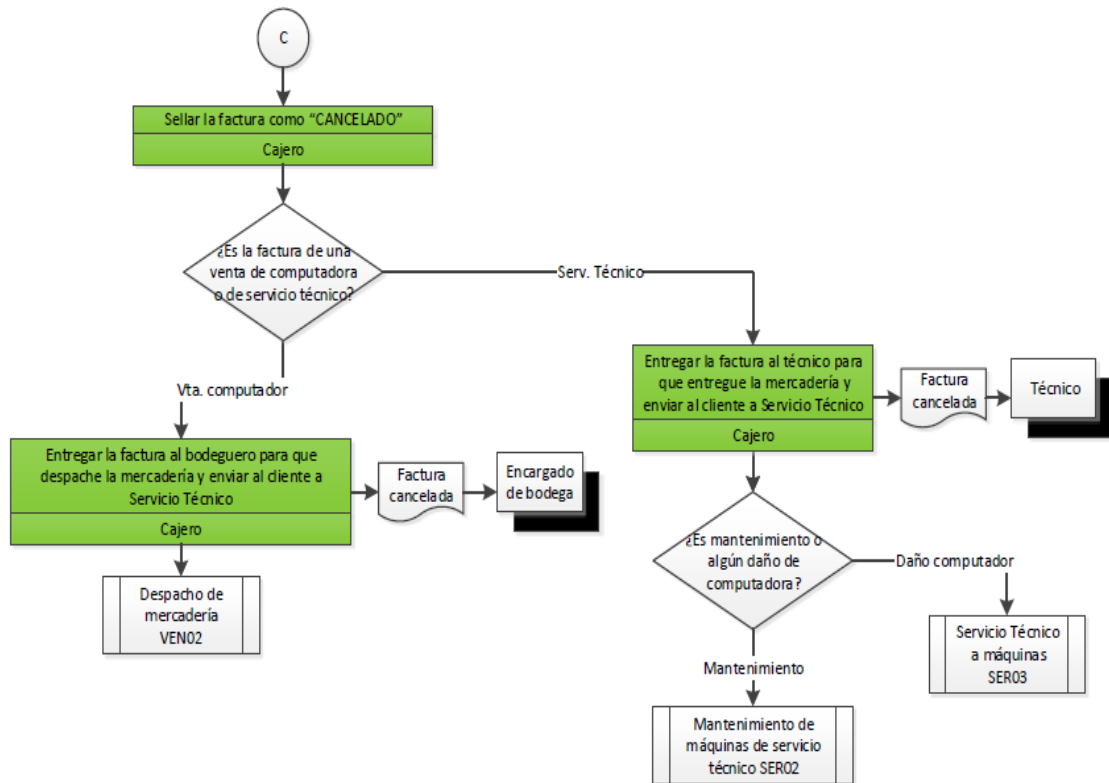 C
Sellar la factura como “CANCELADO”
Cajero
¿Es la factura de una
venta de computadora
o de servicio técnico?
Serv. Técnico
Vta. computador
Entregar la factura al técnico para
que entregue la mercadería y
enviar al cliente a Servicio Técnico
Cajero
Factura
cancelada
Técnico
Entregar la factura al bodeguero para que
despache la mercadería y enviar al cliente a
Servicio Técnico
Cajero
Factura
cancelada
Encargado
de bodega
¿Es mantenimiento o
algún daño de
computadora?
Daño computador
Despacho de
mercadería
VEN02
Servicio Técnico
a máquinas
SER03
Mantenimiento
Mantenimiento de
máquinas de servicio
técnico SER02